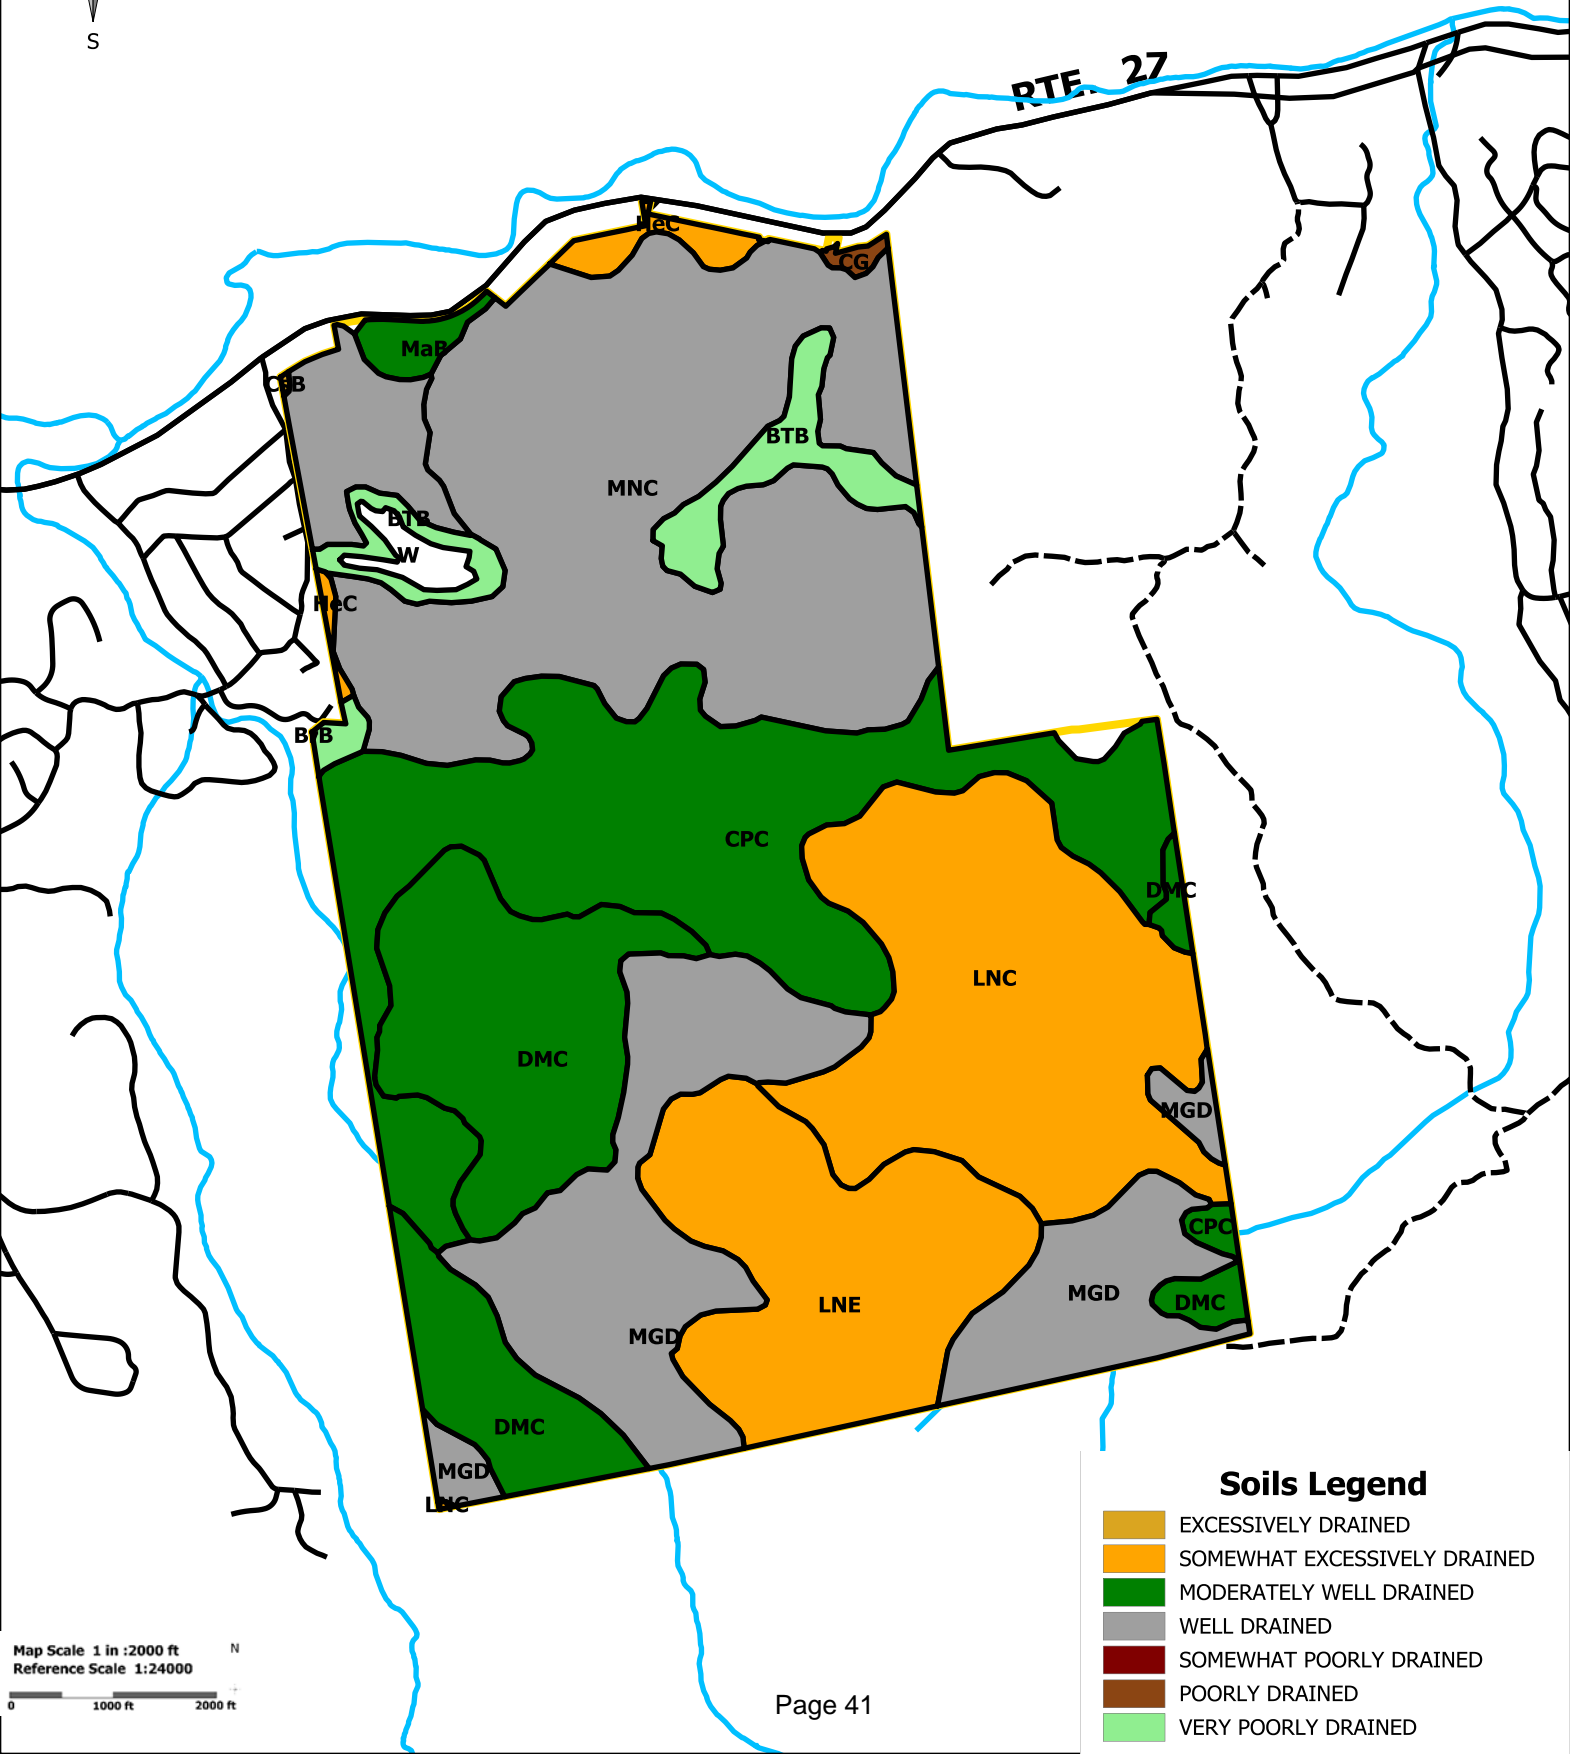 S
RTE. 27
HeC
CG
MaB
BTB
MNC
BTB
W
HeC
CPC
DMC
LNC
DMC
MGD
CPC
MGD
DMC
LNE
MGD
DMC
MGD
Soils Legend
EXCESSIVELY DRAINED
SOMEWHAT EXCESSIVELY DRAINED
MODERATELY WELL DRAINED
WELL DRAINED
SOMEWHAT POORLY DRAINED
POORLY DRAINED
VERY POORLY DRAINED
Map Scale 1 in :2000 ft
N
Reference Scale 1:24000
0 1000 ft 2000 ft
Page 41